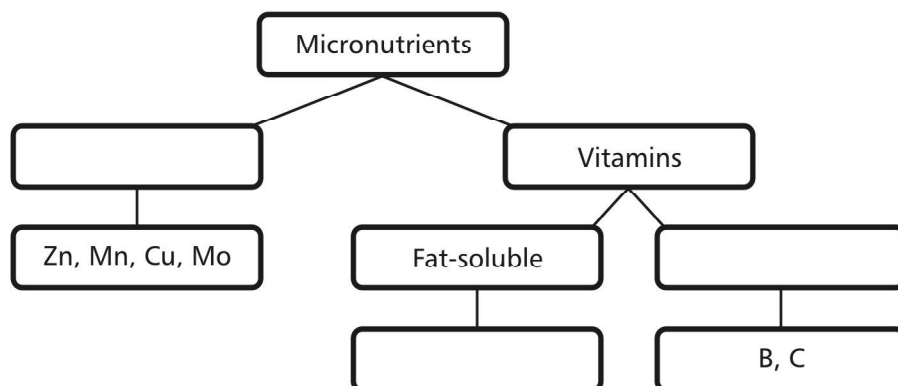 Micronutrients
Vitamins
Zn, Mn, Cu, Mo
Fat-soluble
B, C